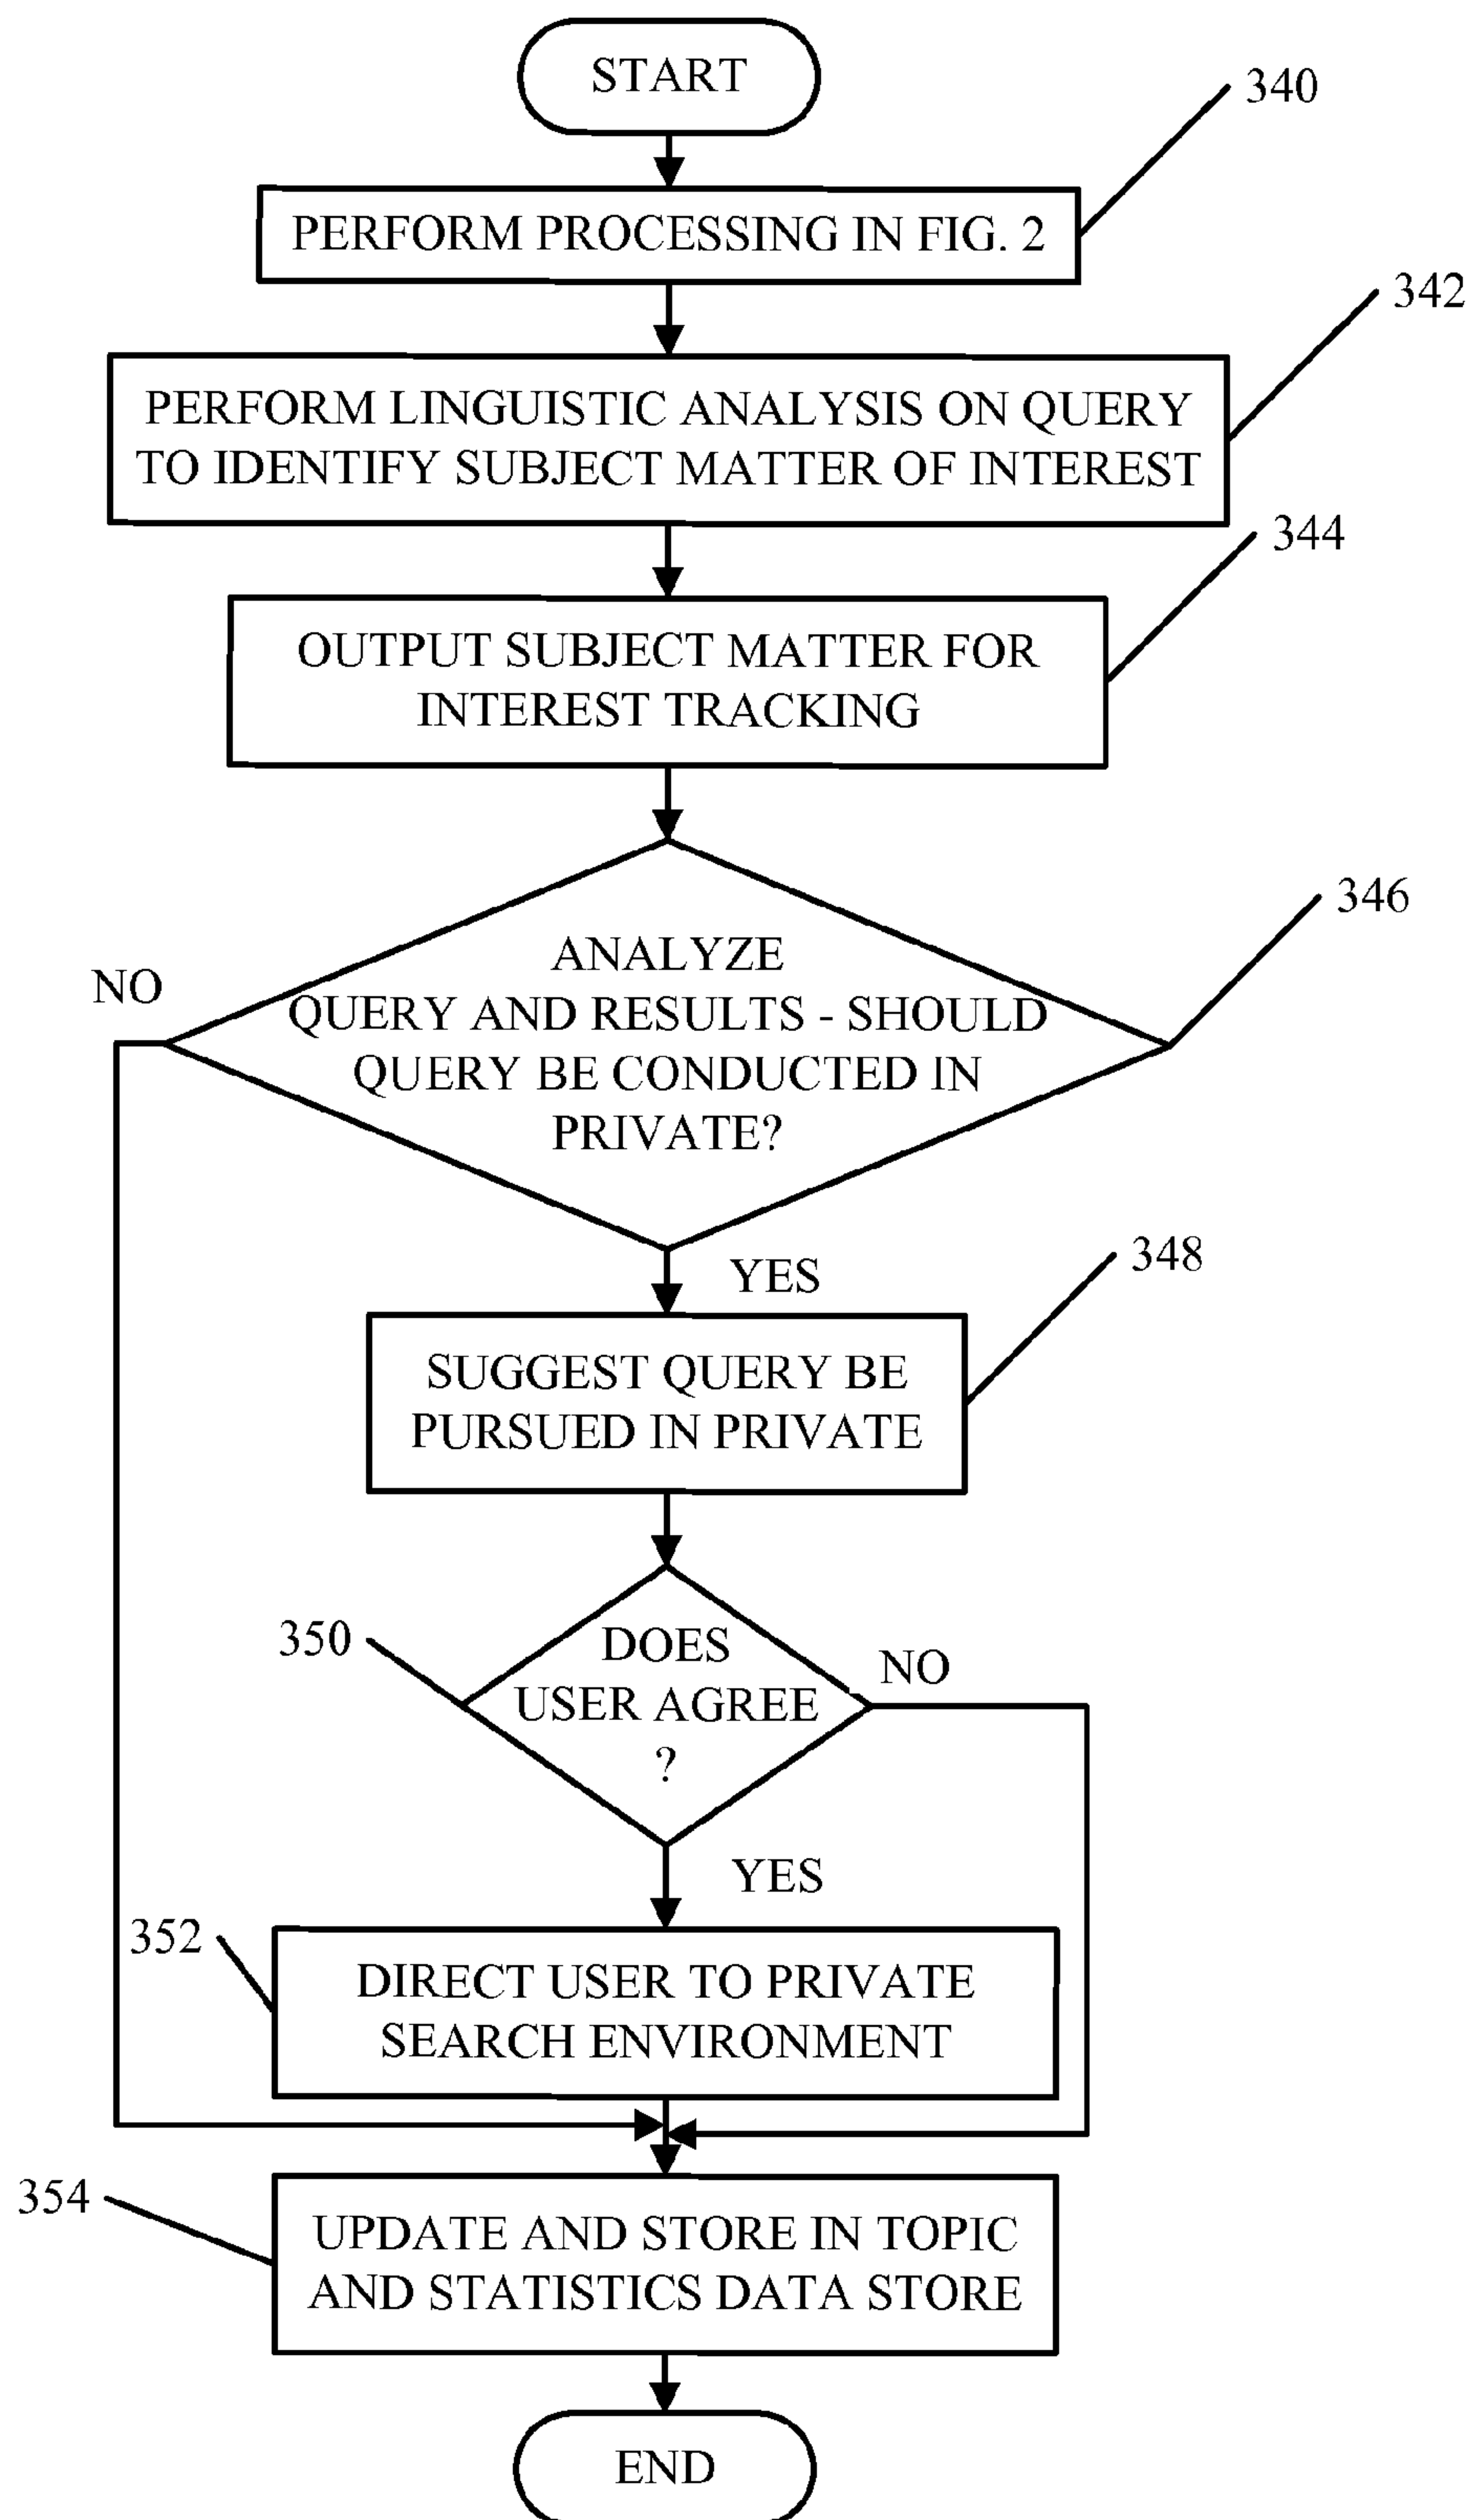 START
340
PERFORM PROCESSING IN FIG. 2
342
PERFORM LINGUISTIC ANALYSIS ON QUERY
TO IDENTIFY SUBJECT MATTER OF INTEREST
344
OUTPUT SUBJECT MATTER FOR
INTEREST TRACKING
346
NO
ANALYZE
QUERY AND RESULTS - SHOULD
QUERY BE CONDUCTED IN
PRIVATE?
YES
348
SUGGEST QUERY BE
PURSUED IN PRIVATE
350
DOES
USER AGREE
?
NO
YES
352
DIRECT USER TO PRIVATE
SEARCH ENVIRONMENT
354
UPDATE AND STORE IN TOPIC
AND STATISTICS DATA STORE
END